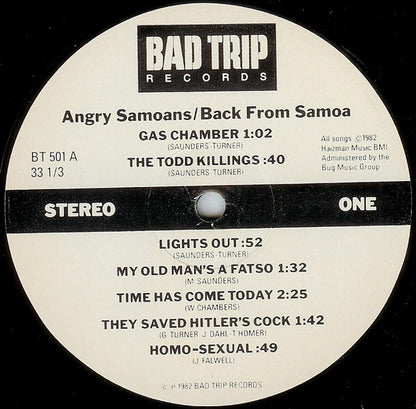 BAD TRIP
RECORDS
Angry Samoans/Back From Samoa
GAS CHAMBER 1:02
(SAUNDERS-TURNER)
THE TODD KILLINGS :40
(SAUNDERS-TURNER)
BT 501 A
33 1/3
All songs ©1982
Haizman Music BMI
Administered by the
Bug Music Group
STEREO
ONE
LIGHTS OUT :52
(SAUNDERS-TURNER)
MY OLD MAN'S A FATSO 1:32
(M SAUNDERS)
TIME HAS COME TODAY 2:25
(W CHAMBERS)
THEY SAVED HITLER'S COCK 1:42
(G TURNER-J DAHL-T HOMER)
HOMO-SEXUAL :49
(J FALWELL)
© ℗ 1982 BAD TRIP RECORDS